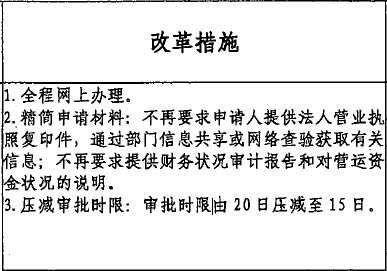 改革措施
1.全程网上办理。
2.精简申请材料：不再要求申请人提供法人营业执
照复印件，通过部门信息共享或网络查验获取有关
信息；不再要求提供财务状况审计报告和对营运资
金状况的说明。
3.压减审批时限：审批时限由20日压减至15日。